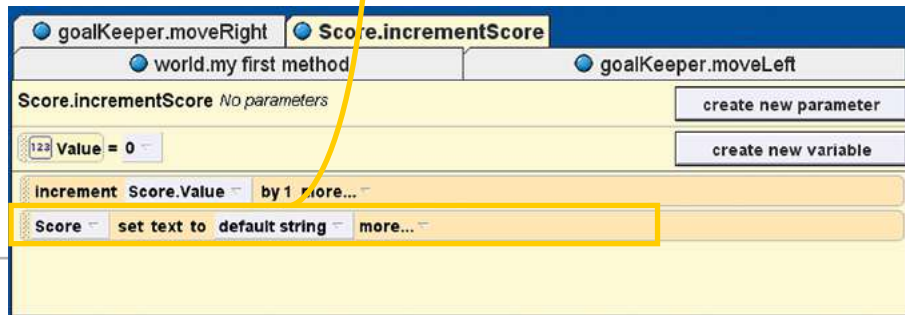 goalKeeper.moveRight Score.incrementScore
world.my first method goalKeeper.moveLeft
Score.incrementScore No parameters create new parameter
123 Value = 0 create new variable
increment Score.Value by 1 more...
Score set text to default string more...